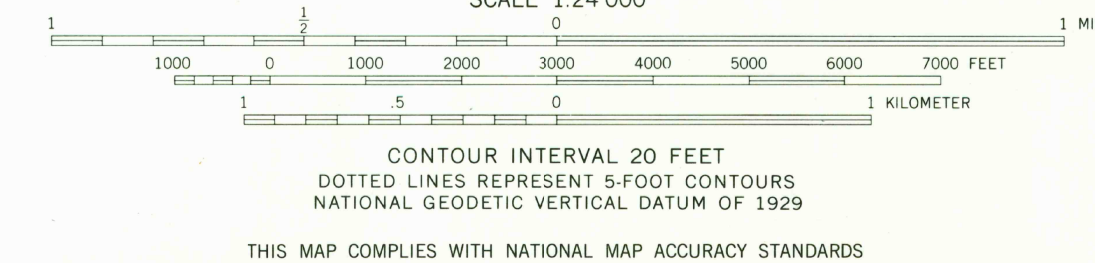 SCALE 1:24 000
1 1/2 0 1 MI
1000 0 1000 2000 3000 4000 5000 6000 7000 FEET
1 .5 0 1 KILOMETER
CONTOUR INTERVAL 20 FEET
DOTTED LINES REPRESENT 5-FOOT CONTOURS
NATIONAL GEODETIC VERTICAL DATUM OF 1929
THIS MAP COMPLIES WITH NATIONAL MAP ACCURACY STANDARDS